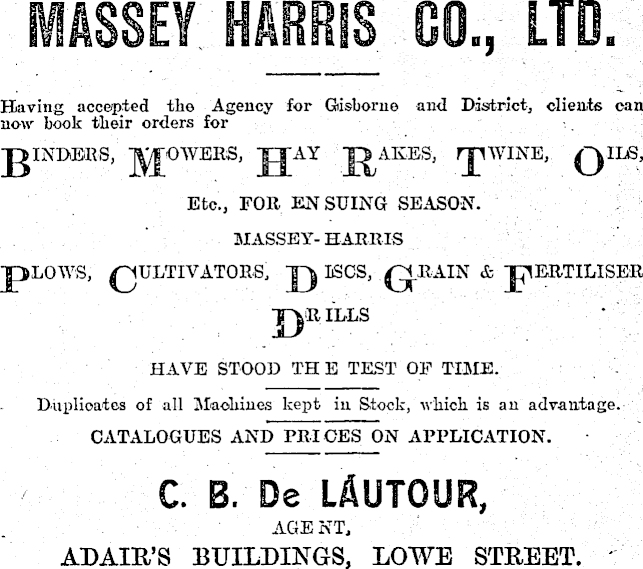 MASSEY HARRIS CO., LTD.
Having accepted the Agency for Gisborne and District, clients can
now book their orders for
BINDERS, MOWERS, HAY RAKES, TWINE, OILS,
Etc., FOR ENSUING SEASON.
MASSEY-HARRIS
PLOWS, CULTIVATORS, DISCS, GRAIN & FERTILISER
DRILLS
HAVE STOOD THE TEST OF TIME.
Duplicates of all Machines kept in Stock, which is an advantage.
CATALOGUES AND PRICES ON APPLICATION.
C. B. De LAUTOUR,
AGENT,
ADAIR'S BUILDINGS, LOWE STREET.